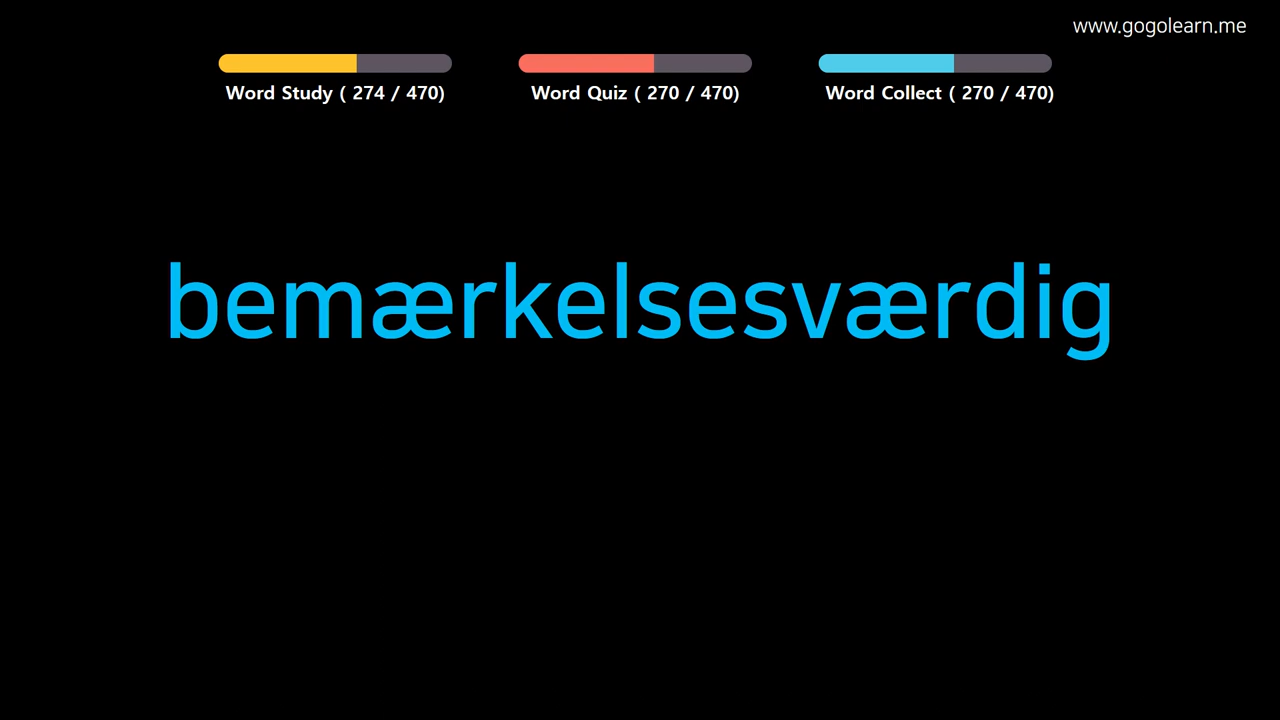 www.gogolearn.me
Word Study ( 274 / 470)
Word Quiz ( 270 / 470)
Word Collect ( 270 / 470)
bemærkelsesværdig